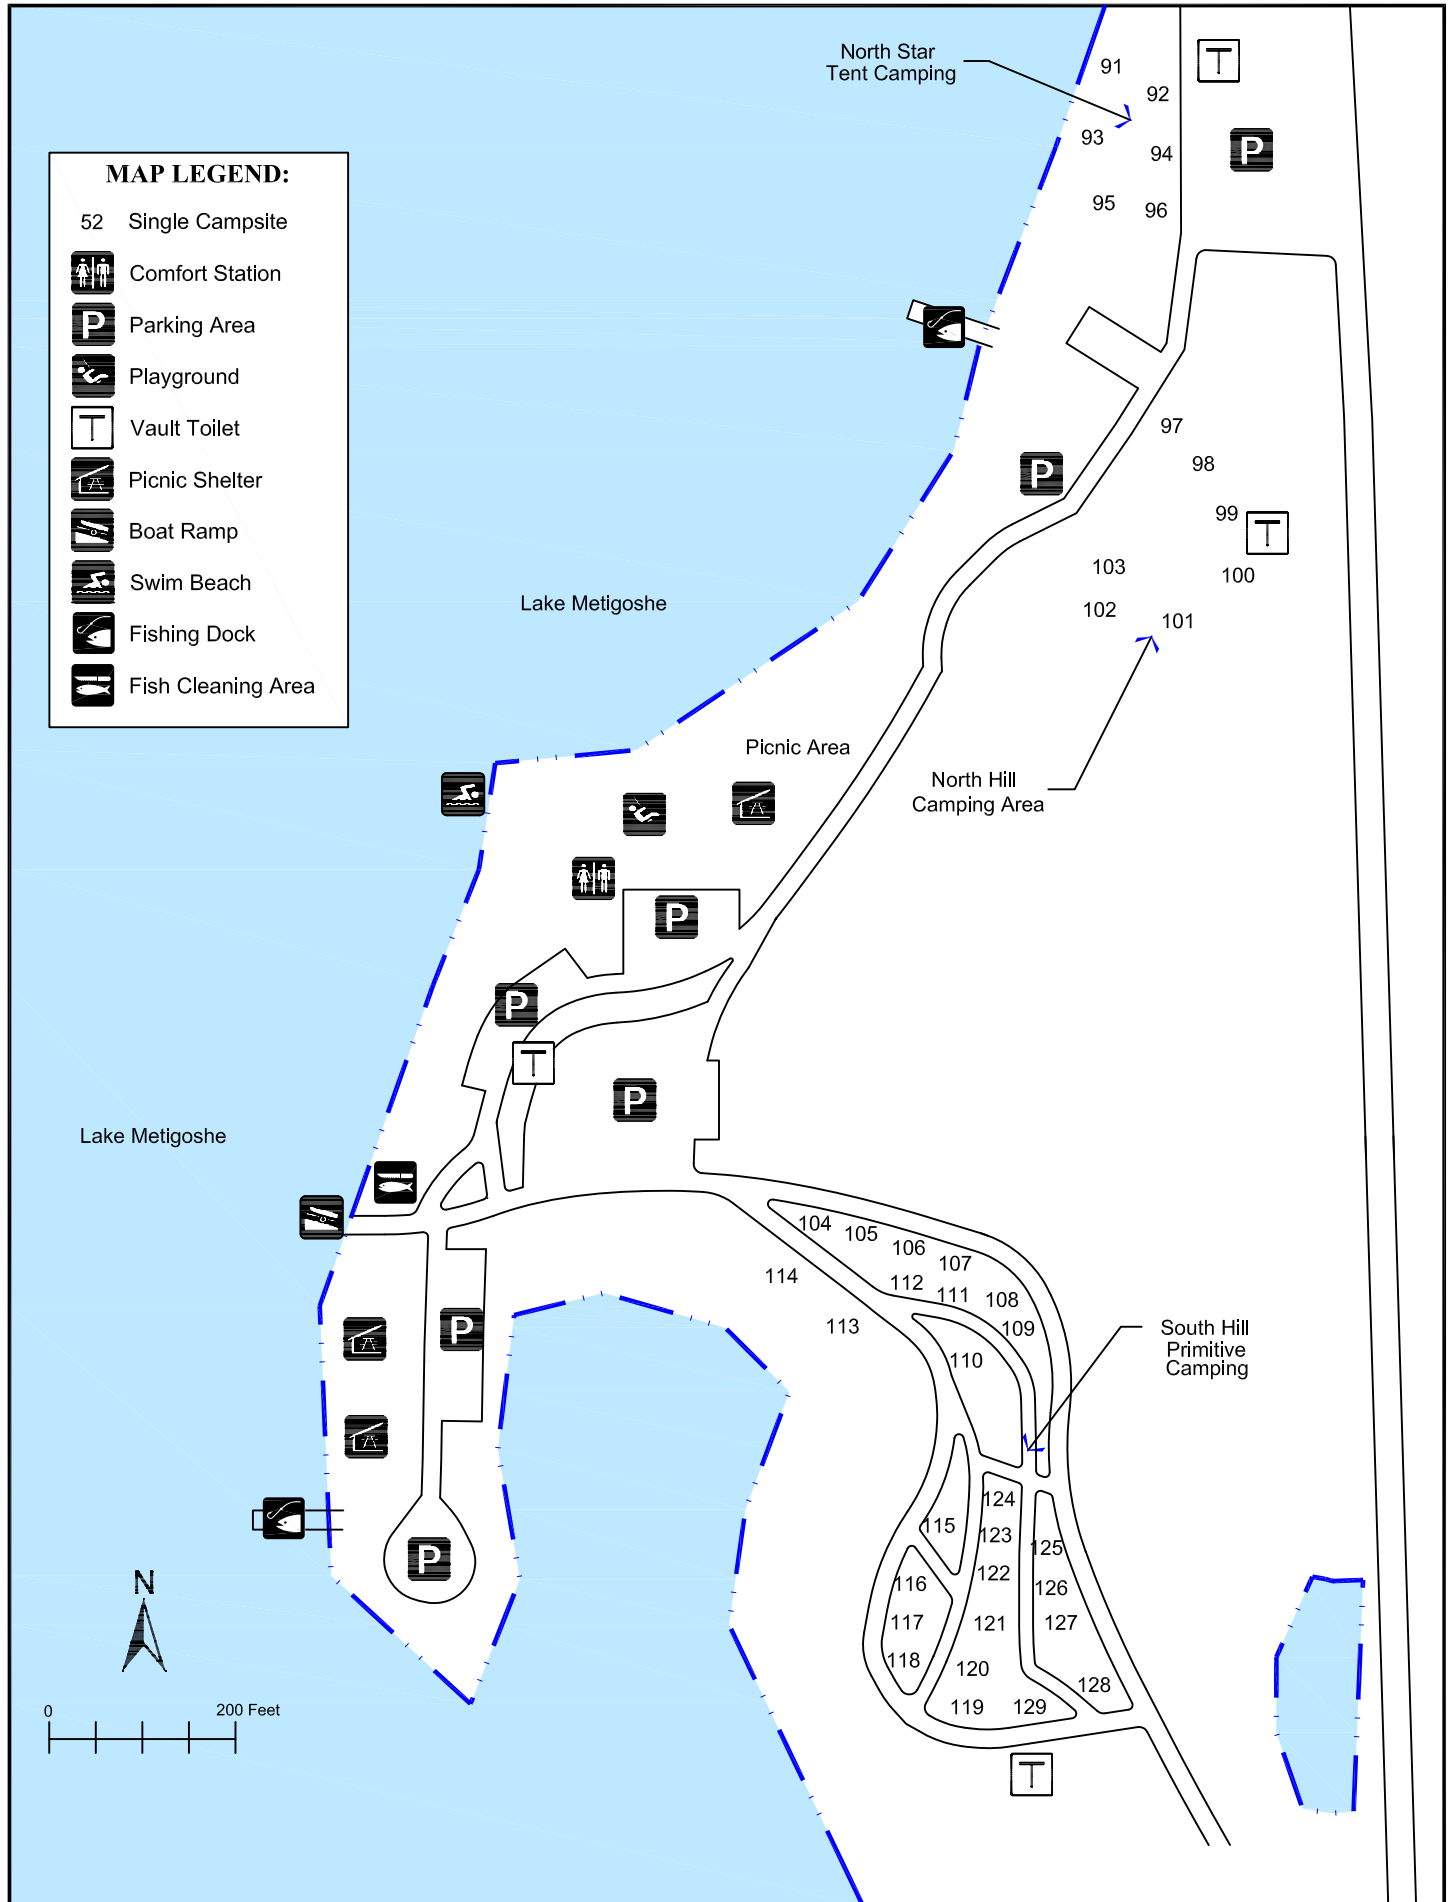 North Star
Tent Camping
91
92
93
94
95
96
T
P
MAP LEGEND:
52 Single Campsite
Comfort Station
P Parking Area
Playground
T Vault Toilet
Picnic Shelter
Boat Ramp
Swim Beach
Fishing Dock
Fish Cleaning Area
P
97
98
99
T
100
101
102
103
Lake Metigoshe
North Hill
Camping Area
Picnic Area
P
P
T
P
Lake Metigoshe
104
105
106
107
108
109
110
111
112
113
114
South Hill
Primitive
Camping
P
P
115
116
117
118
119
120
121
122
123
124
125
126
127
128
129
T
N
0 200 Feet